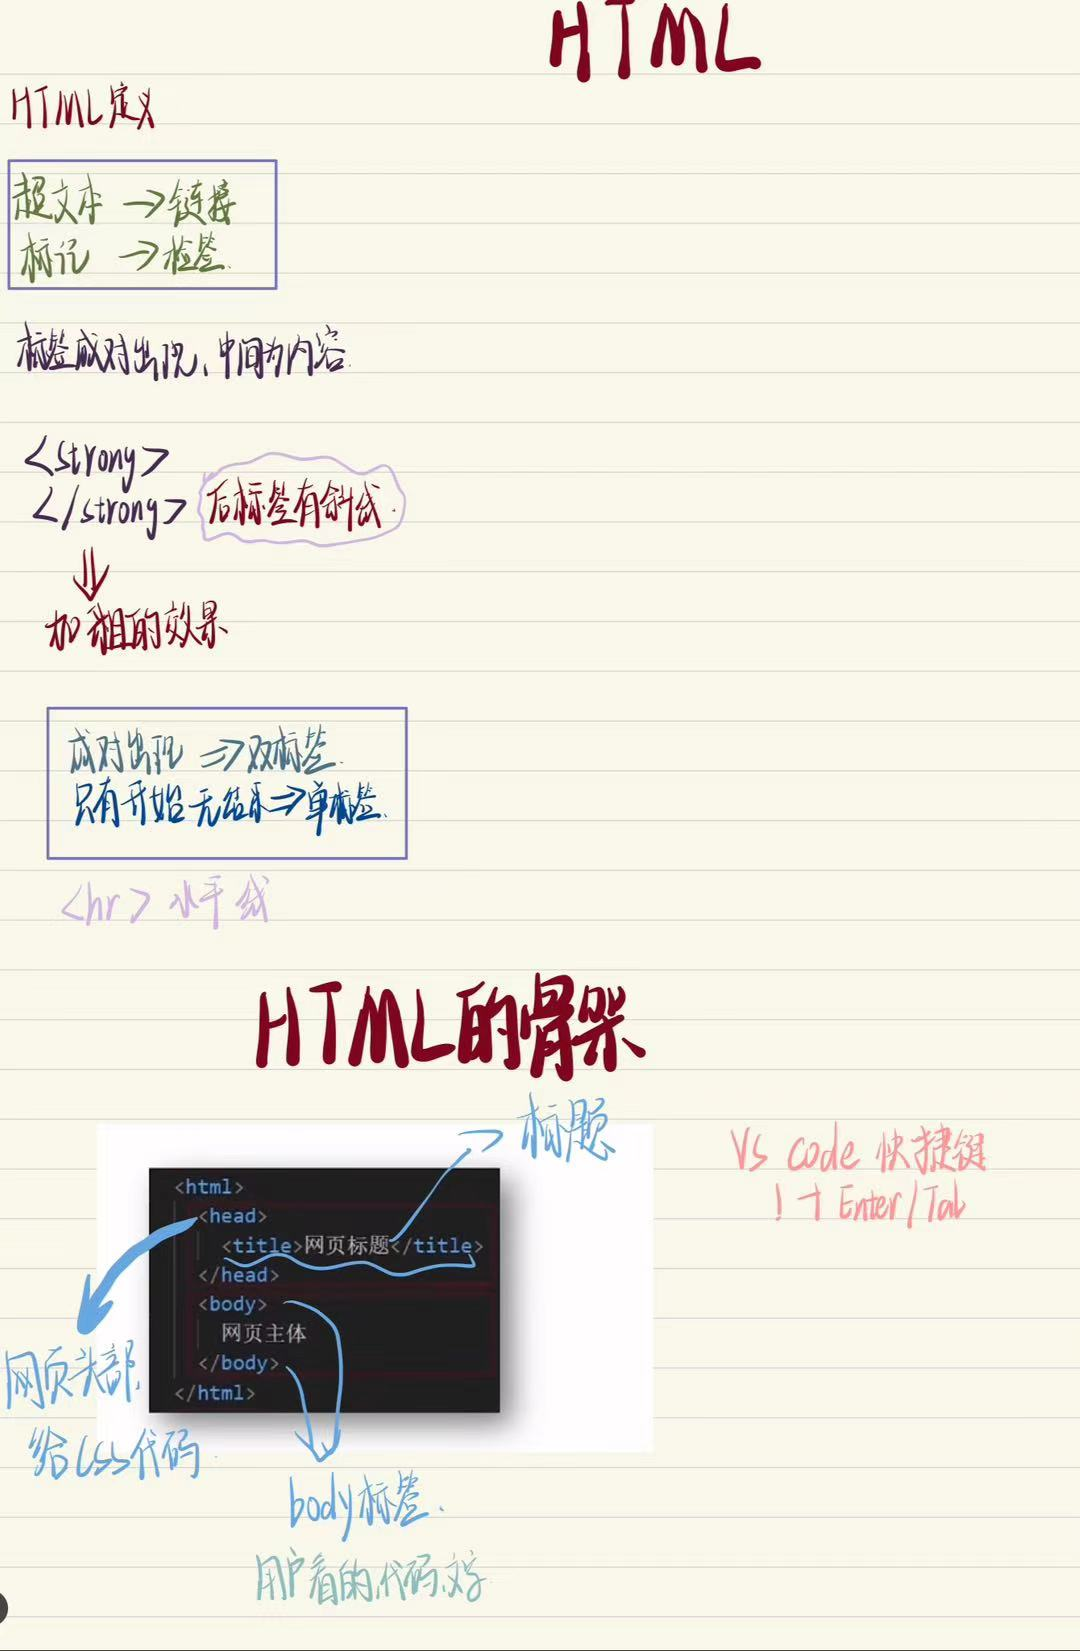 HTML
HTML定义
超文本 → 链接
标记 → 标签.
标签成对出现、中间为内容.
<strong>
</strong> 后标签有斜线.
⇓
加粗的效果
成对出现 ⇒ 双标签.
只有开始 无结束 ⇒ 单标签.
<hr> 水平线
HTML的骨架
标题
VS code 快捷键
! + Enter/Tab
<html>
<head>
<title>网页标题</title>
</head>
<body>
网页主体
</body>
</html>
网页头部,
给CSS代码.
body标签.
用户看的,代码,文字